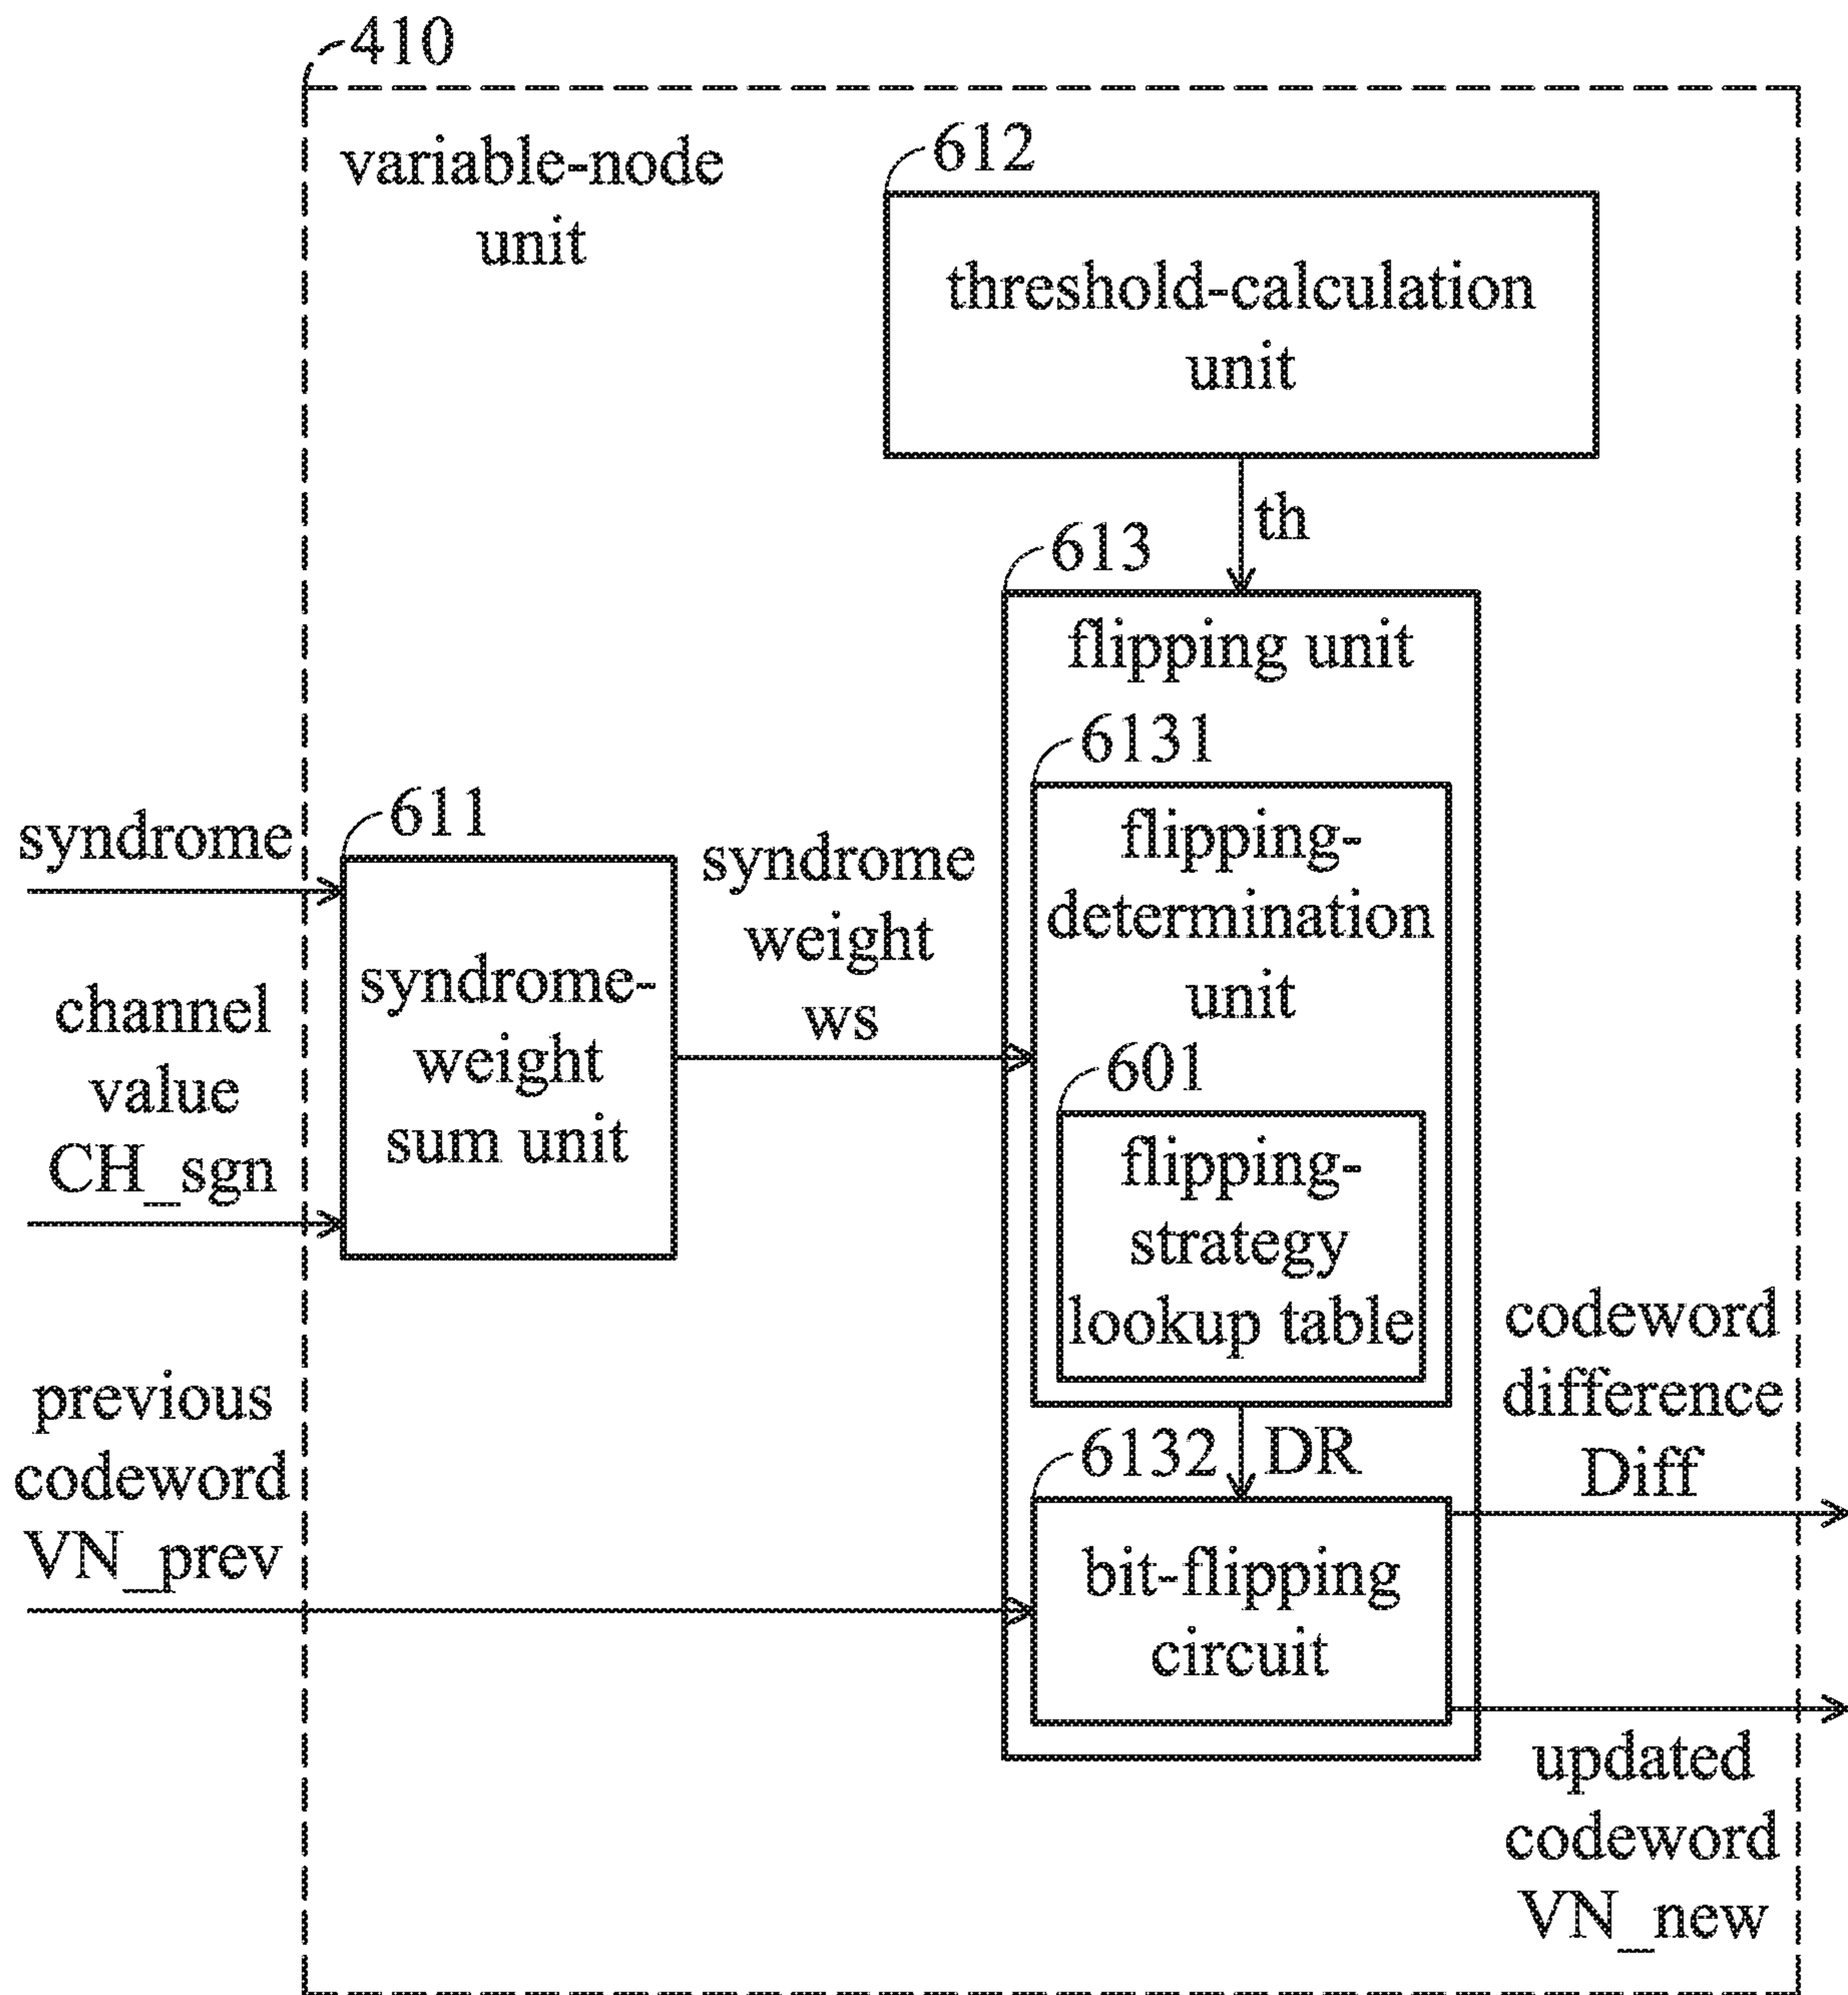 410
variable-node
unit
612
threshold-calculation
unit
th
613
flipping unit
6131
flipping-
determination
unit
601
flipping-
strategy
lookup table
syndrome
611
syndrome-
weight
sum unit
channel
value
CH_sgn
syndrome
weight
ws
previous
codeword
VN_prev
6132
DR
bit-flipping
circuit
codeword
difference
Diff
updated
codeword
VN_new